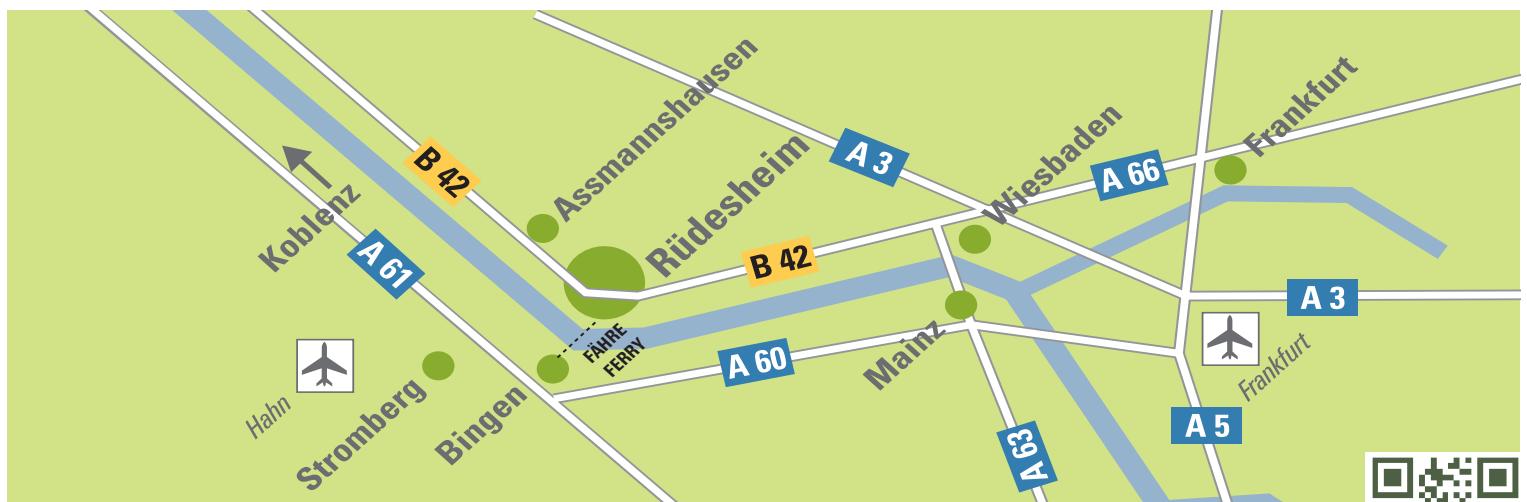 Assmannshausen
Frankfurt
A 3
Wiesbaden
B 42
A 66
Rüdesheim
Koblenz
A 61
B 42
A 3
FÄHRE
FERRY
Mainz
A 60
Frankfurt
Hahn
Stromberg
Bingen
A 5
A 63